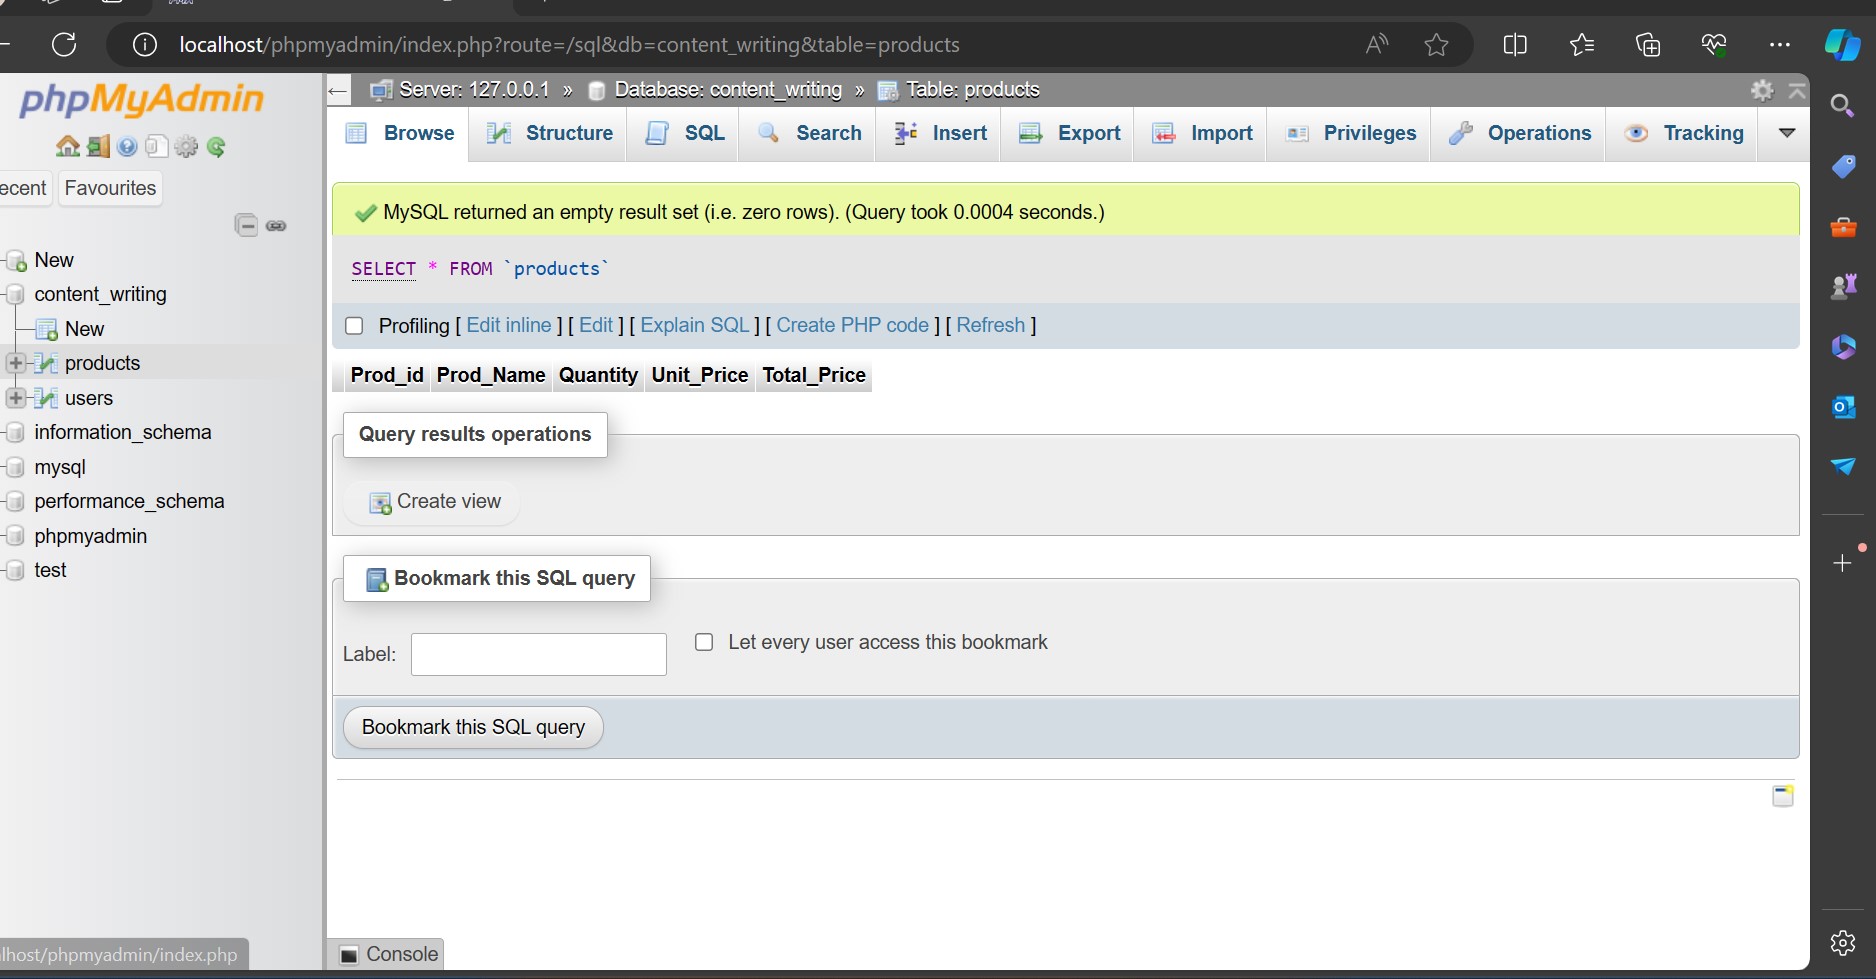 localhost/phpmyadmin/index.php?route=/sql&db=content_writing&table=products
phpMyAdmin
ecent Favourites
New
content_writing
New
products
users
information_schema
mysql
performance_schema
phpmyadmin
test
lhost/phpmyadmin/index.php
Server: 127.0.0.1 » Database: content_writing » Table: products
Browse Structure SQL Search Insert Export Import Privileges Operations Tracking
MySQL returned an empty result set (i.e. zero rows). (Query took 0.0004 seconds.)
SELECT * FROM `products`
Profiling [ Edit inline ] [ Edit ] [ Explain SQL ] [ Create PHP code ] [ Refresh ]
Prod_id Prod_Name Quantity Unit_Price Total_Price
Query results operations
Create view
Bookmark this SQL query
Label:
Let every user access this bookmark
Bookmark this SQL query
Console